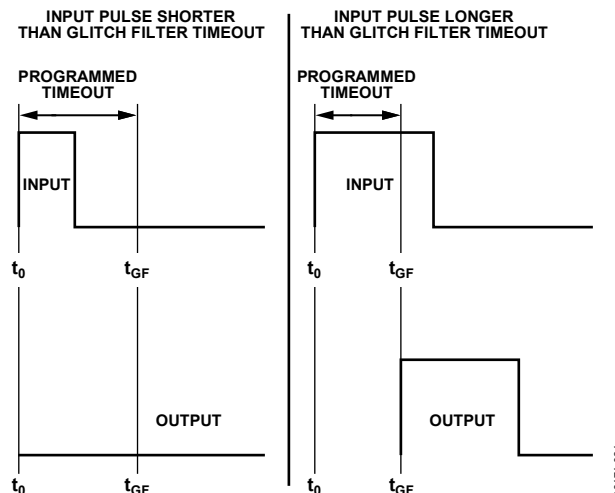 INPUT PULSE SHORTER
THAN GLITCH FILTER TIMEOUT
PROGRAMMED
TIMEOUT
INPUT
t0
tGF
OUTPUT
t0
tGF
INPUT PULSE LONGER
THAN GLITCH FILTER TIMEOUT
PROGRAMMED
TIMEOUT
INPUT
t0
tGF
OUTPUT
t0
tGF